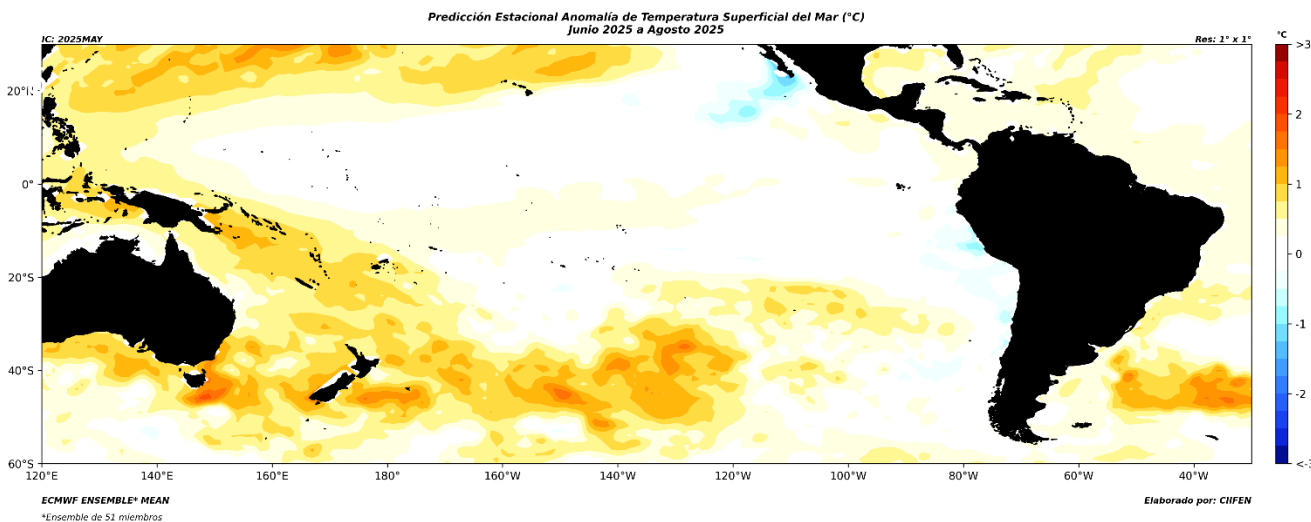 Predicción Estacional Anomalía de Temperatura Superficial del Mar (°C)
Junio 2025 a Agosto 2025
IC: 2025MAY
Res: 1° x 1°
°C
>3
2
1
0
-1
-2
<-3
20°N
0°
20°S
40°S
60°S
120°E
140°E
160°E
180°
160°W
140°W
120°W
100°W
80°W
60°W
40°W
ECMWF ENSEMBLE* MEAN
Elaborado por: CIIFEN
*Ensemble de 51 miembros